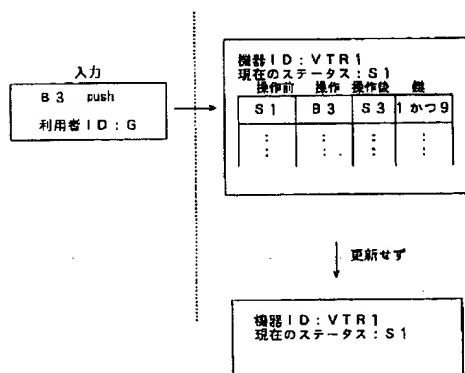 入力
B3 push
利用者ID:G
機器ID:VTR1
現在のステータス:S1
操作前 操作 操作後 鍵
S1 B3 S3 1かつ9
更新せず
機器ID:VTR1
現在のステータス:S1